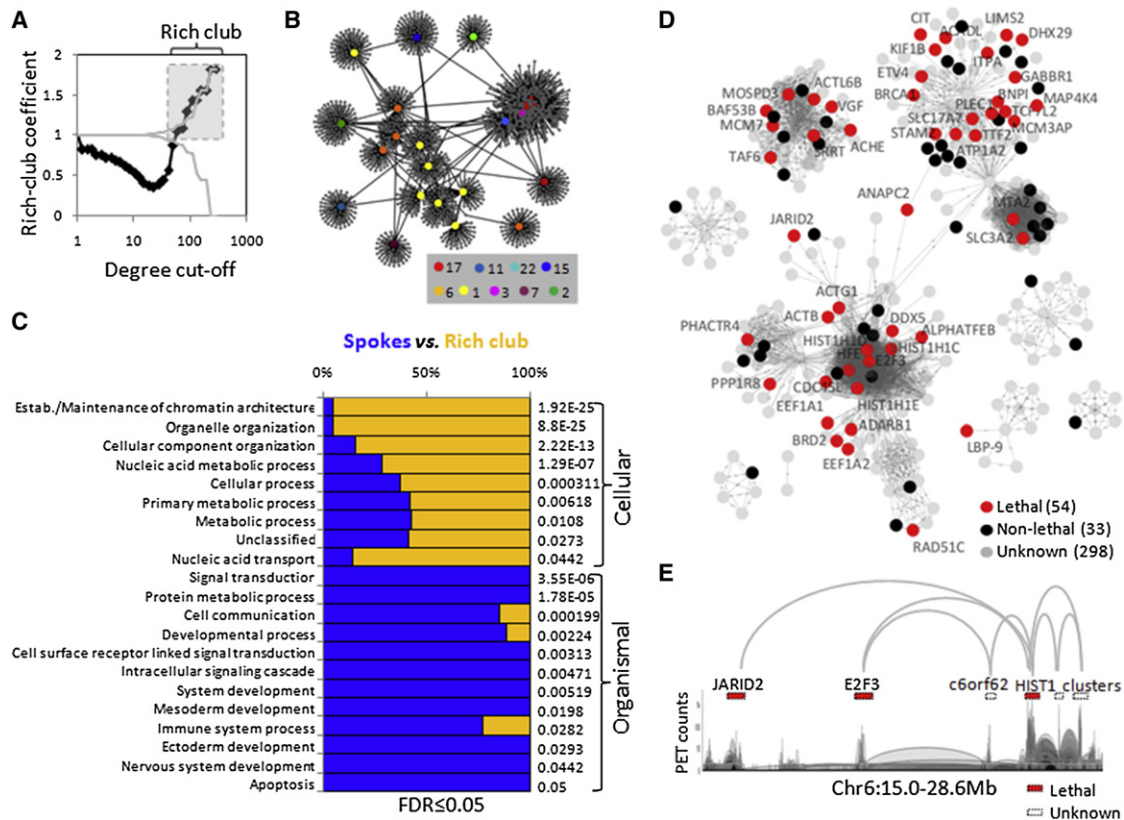 A
Rich club
Rich-club coefficient
2
1.5
1
0.5
0
1
10
100
1000
Degree cut-off
B
17
11
22
15
6
1
3
7
2
C
Spokes vs. Rich club
0%
50%
100%
Estab./Maintenance of chromatin architecture 1.92E-25
Organelle organization 8.8E-25
Cellular component organization 2.22E-13
Nucleic acid metabolic process 1.29E-07
Cellular process 0.000311
Primary metabolic process 0.00618
Metabolic process 0.0108
Unclassified 0.0273
Nucleic acid transport 0.0442
Cellular
Signal transduction 3.55E-06
Protein metabolic process 1.78E-05
Cell communication 0.000199
Developmental process 0.00224
Cell surface receptor linked signal transduction 0.00313
Intracellular signaling cascade 0.00471
System development 0.00519
Mesoderm development 0.0198
Immune system process 0.0282
Ectoderm development 0.0293
Nervous system development 0.0442
Apoptosis 0.05
Organismal
FDR≤0.05
D
CIT
LIMS2
DHX29
KIF1B
ITPA
ETV4
GABBR1
BRCA1
BNPI
MAP4K4
PLEC1
TCF7L2
SLC17A7
MCM3AP
STAM2
TTF2
ATP1A2
ACTL6B
MOSPD3
VGF
BAF53B
MCM7
SRRT
ACHE
TAF6
ANAPC2
MTA2
SLC3A2
JARID2
ACTG1
ACTB
DDX5
ALPHATFEB
PHACTR4
HIST1H1D
HIST1H1C
HFE
E2F3
PPP1R8
CDC45L
EEF1A1
HIST1H1E
ADARB1
BRD2
EEF1A2
LBP-9
RAD51C
Lethal (54)
Non-lethal (33)
Unknown (298)
E
JARID2
E2F3
c6orf62
HIST1 clusters
PET counts
Chr6:15.0-28.6Mb
Lethal
Unknown